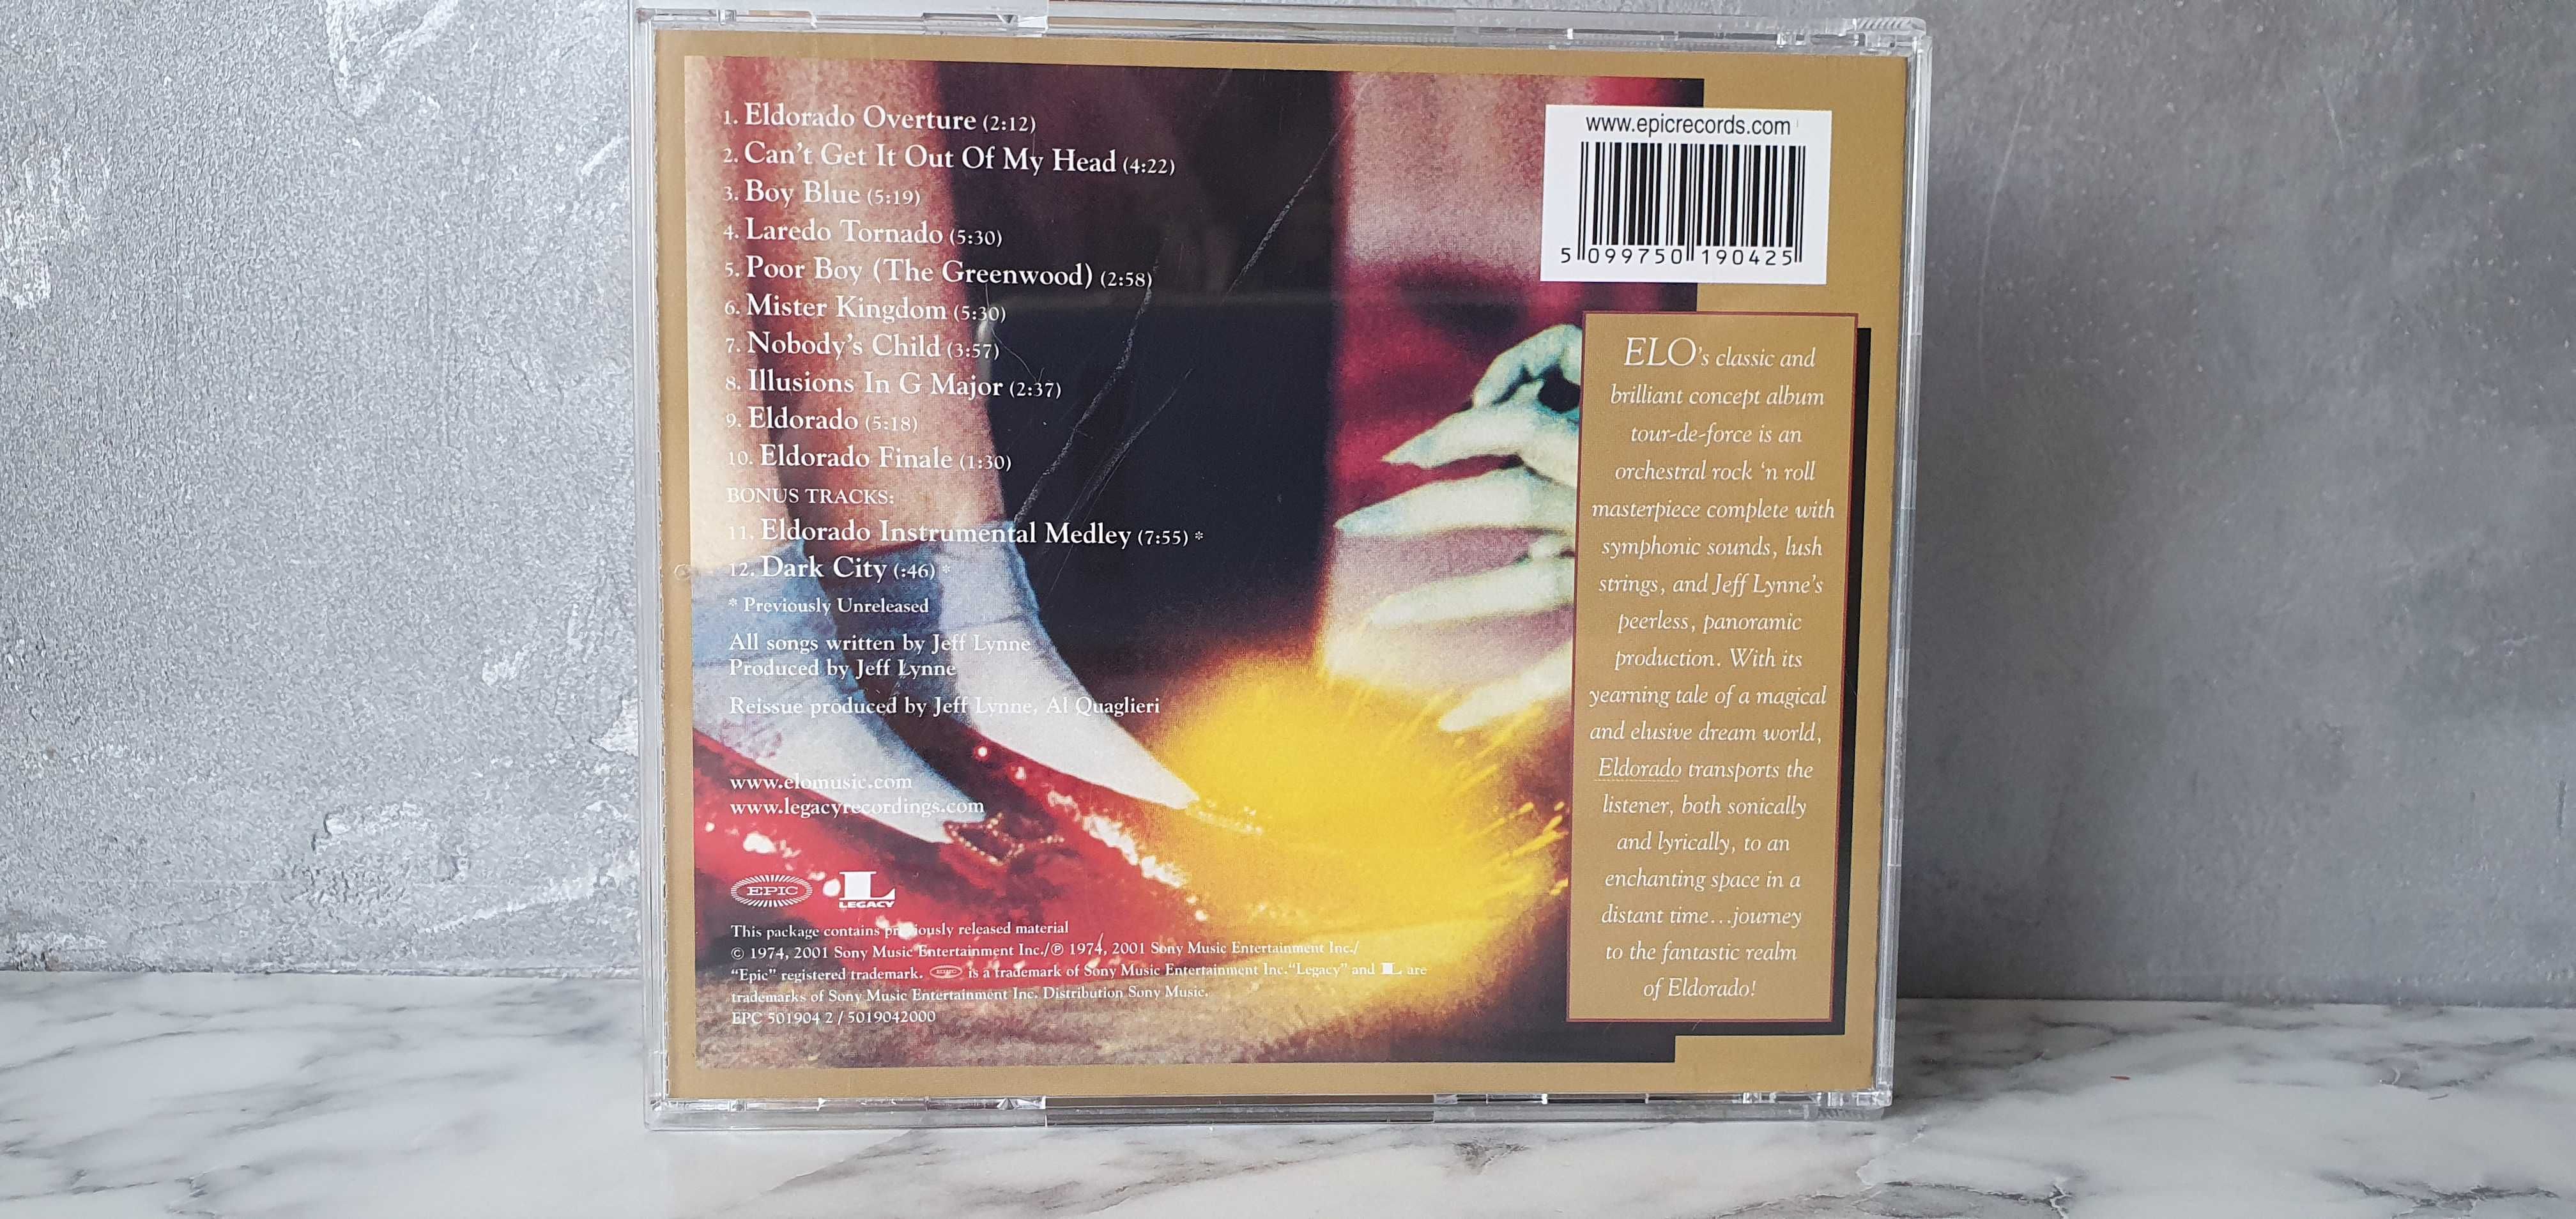 1. Eldorado Overture (2:12)
2. Can't Get It Out Of My Head (4:22)
3. Boy Blue (5:19)
4. Laredo Tornado (5:30)
5. Poor Boy (The Greenwood) (2:58)
6. Mister Kingdom (5:30)
7. Nobody's Child (3:57)
8. Illusions In G Major (2:37)
9. Eldorado (5:18)
10. Eldorado Finale (1:30)
BONUS TRACKS:
11. Eldorado Instrumental Medley (7:55) *
12. Dark City (:46) *
* Previously Unreleased
All songs written by Jeff Lynne
Produced by Jeff Lynne
Reissue produced by Jeff Lynne, Al Quaglieri
www.elomusic.com
www.legacyrecordings.com
EPIC L LEGACY
This package contains previously released material
© 1974, 2001 Sony Music Entertainment Inc./℗ 1974, 2001 Sony Music Entertainment Inc./
“Epic” registered trademark. EPIC is a trademark of Sony Music Entertainment Inc.“Legacy” and L are
trademarks of Sony Music Entertainment Inc. Distribution Sony Music.
EPC 501904 2 / 5019042000
www.epicrecords.com
5 099750 190425
ELO's classic and
brilliant concept album
tour-de-force is an
orchestral rock 'n roll
masterpiece complete with
symphonic sounds, lush
strings, and Jeff Lynne's
peerless, panoramic
production. With its
yearning tale of a magical
and elusive dream world,
Eldorado transports the
listener, both sonically
and lyrically, to an
enchanting space in a
distant time...journey
to the fantastic realm
of Eldorado!